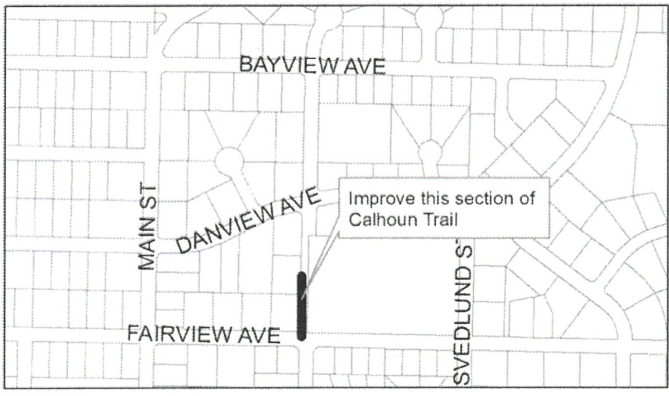 BAYVIEW AVE
MAIN ST
DANVIEW AVE
Improve this section of
Calhoun Trail
SVEDLUND ST
FAIRVIEW AVE